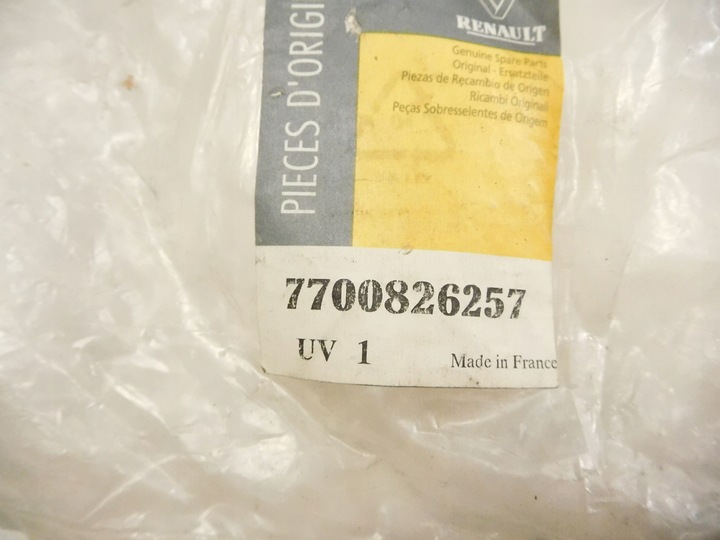 PIECES D'ORIGI
RENAULT
Genuine Spare Parts
Original - Ersatzteile
Piezas de Recambio de Origen
Ricambi Originali
Peças Sobresselentes de Origem
7700826257
UV 1
Made in France